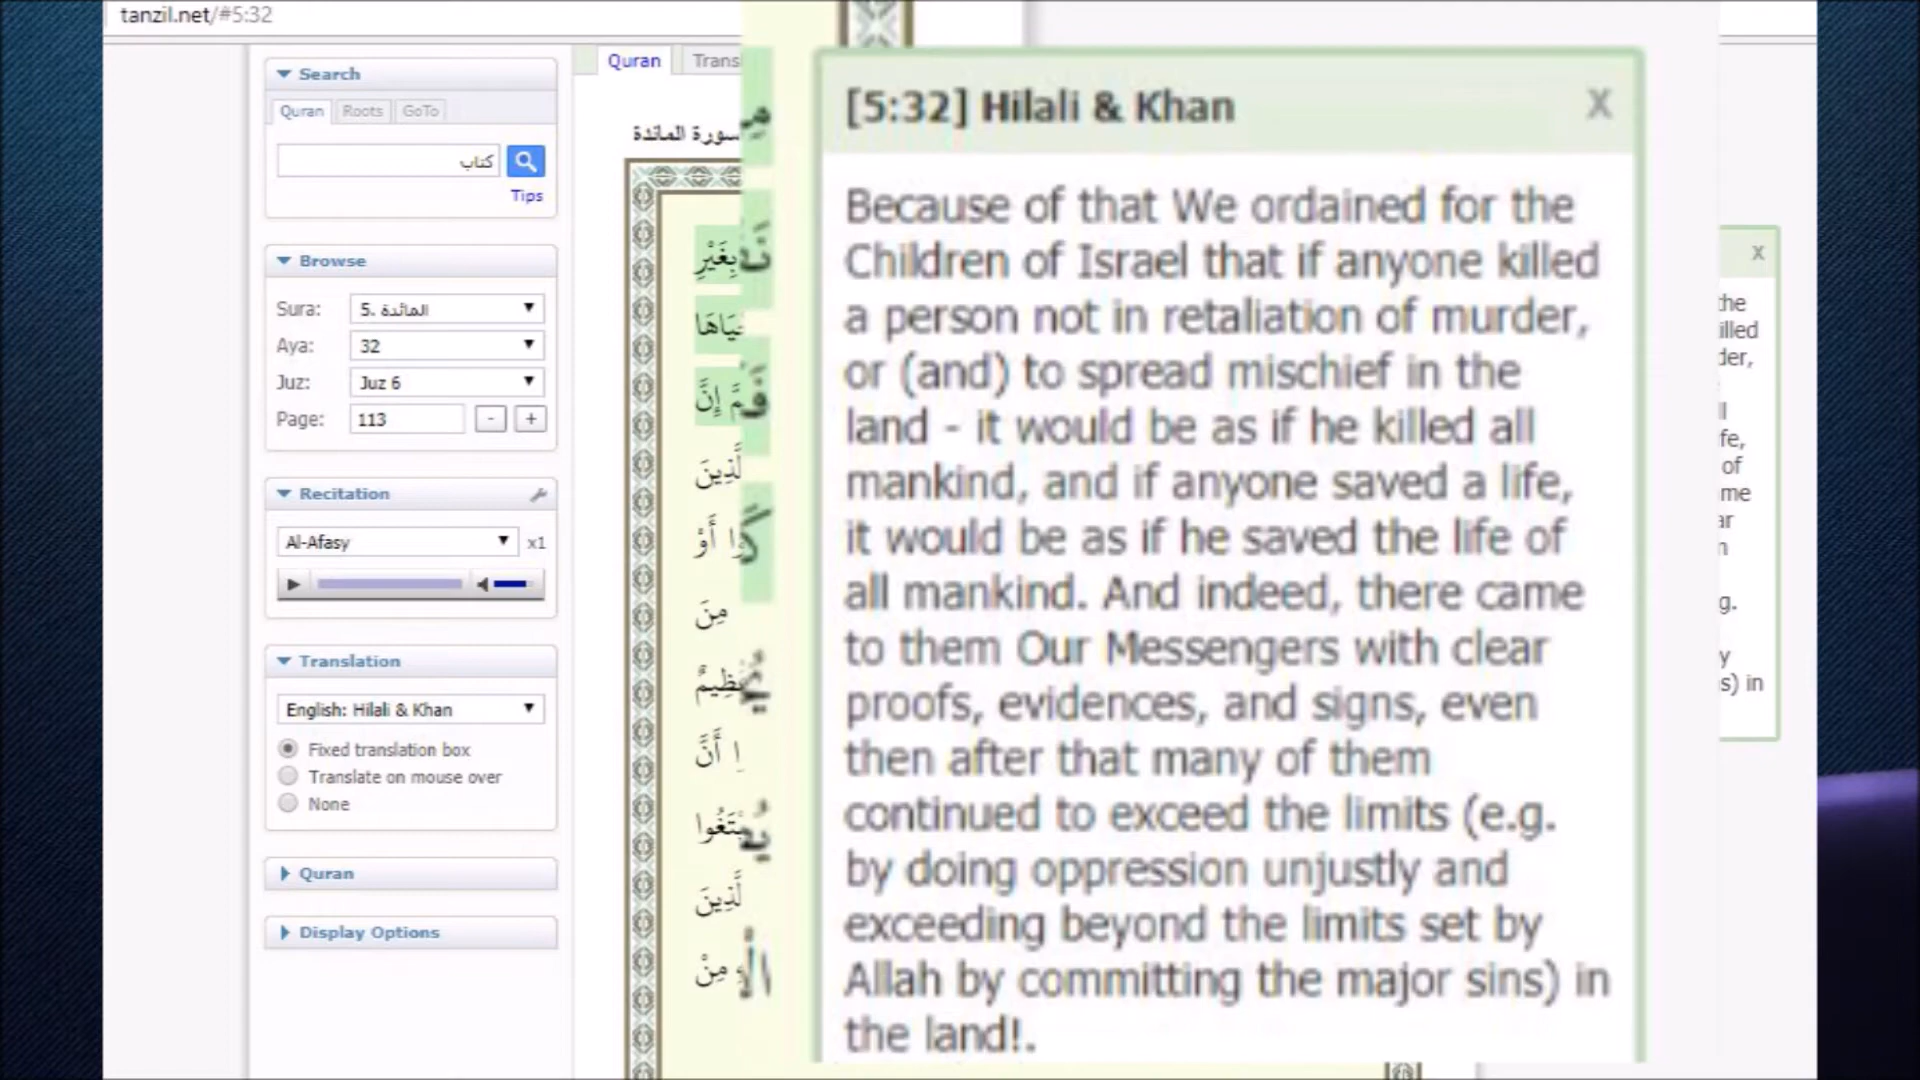 tanzil.net/#5:32
Search
Quran Roots GoTo
كتاب
Tips
Browse
Sura: 5. المائدة
Aya: 32
Juz: Juz 6
Page: 113 - +
Recitation
Al-Afasy x1
Translation
English: Hilali & Khan
Fixed translation box
Translate on mouse over
None
Quran
Display Options
Quran Trans
سورة المائدة
بِغَيْرِ
إِنَّ
أَوْ
مِنَ
أَنَّ
مِنْ
[5:32] Hilali & Khan X
Because of that We ordained for the
Children of Israel that if anyone killed
a person not in retaliation of murder,
or (and) to spread mischief in the
land - it would be as if he killed all
mankind, and if anyone saved a life,
it would be as if he saved the life of
all mankind. And indeed, there came
to them Our Messengers with clear
proofs, evidences, and signs, even
then after that many of them
continued to exceed the limits (e.g.
by doing oppression unjustly and
exceeding beyond the limits set by
Allah by committing the major sins) in
the land!.
X
the
illed
der,
fe,
of
me
g.
y
s) in